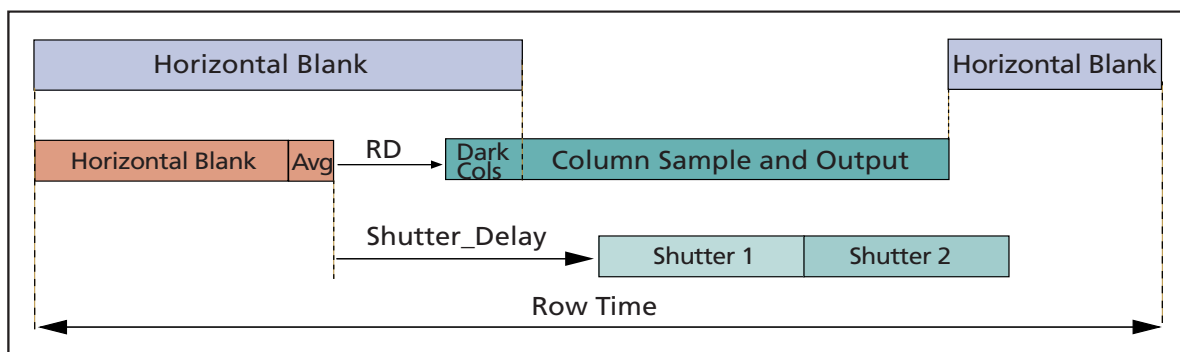 Horizontal Blank
Horizontal Blank
Horizontal Blank
Avg
RD
Dark
Cols
Column Sample and Output
Shutter_Delay
Shutter 1
Shutter 2
Row Time